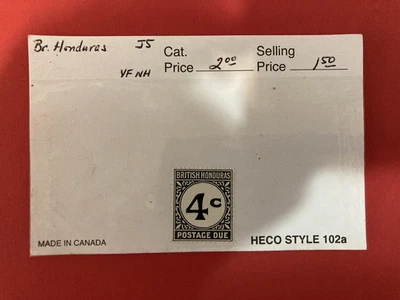 Br. Honduras J5 Cat. Selling
VF NH Price 2.00 Price 1.50
BRITISH HONDURAS
4c
POSTAGE DUE
MADE IN CANADA HECO STYLE 102a